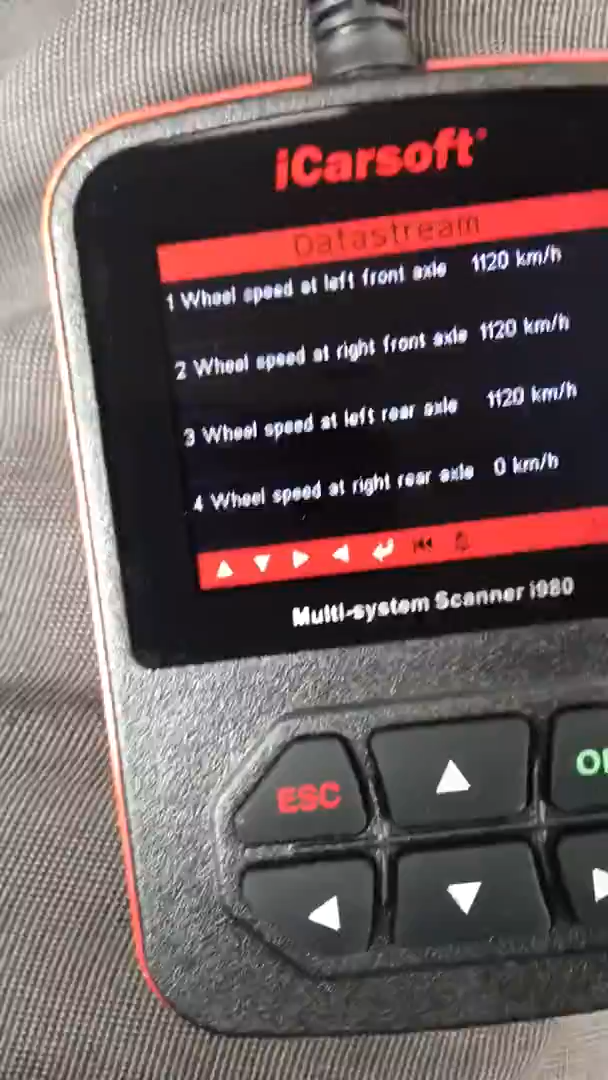 iCarsoft
Datastream
1 Wheel speed at left front axle 1120 km/h
2 Wheel speed at right front axle 1120 km/h
3 Wheel speed at left rear axle 1120 km/h
4 Wheel speed at right rear axle 0 km/h
Multi-system Scanner i980
ESC